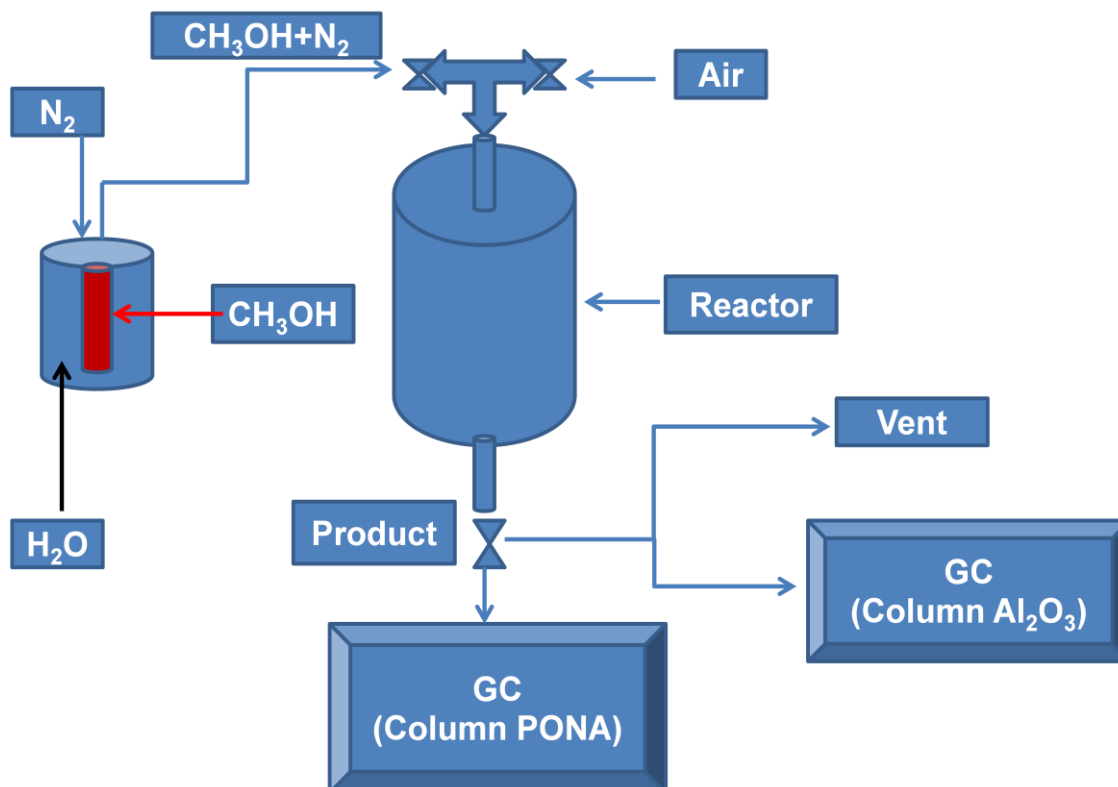 CH₃OH+N₂
Air
N₂
CH₃OH
Reactor
Vent
Product
H₂O
GC
(Column Al₂O₃)
GC
(Column PONA)